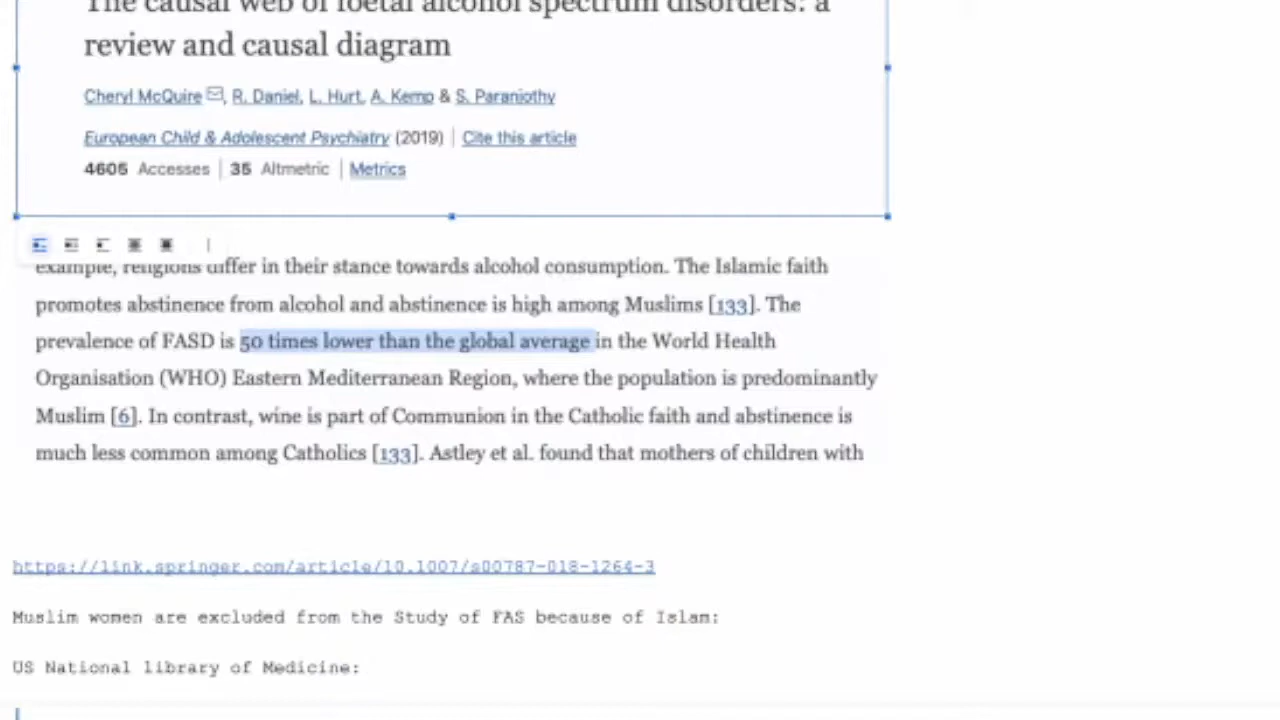 The causal web of foetal alcohol spectrum disorders: a
review and causal diagram
Cheryl McQuire, R. Daniel, L. Hurt, A. Kemp & S. Paranjothy
European Child & Adolescent Psychiatry (2019) | Cite this article
4605 Accesses | 35 Altmetric | Metrics
example, religions differ in their stance towards alcohol consumption. The Islamic faith
promotes abstinence from alcohol and abstinence is high among Muslims [133]. The
prevalence of FASD is 50 times lower than the global average in the World Health
Organisation (WHO) Eastern Mediterranean Region, where the population is predominantly
Muslim [6]. In contrast, wine is part of Communion in the Catholic faith and abstinence is
much less common among Catholics [133]. Astley et al. found that mothers of children with
https://link.springer.com/article/10.1007/s00787-018-1264-3
Muslim women are excluded from the Study of FAS because of Islam:
US National library of Medicine: